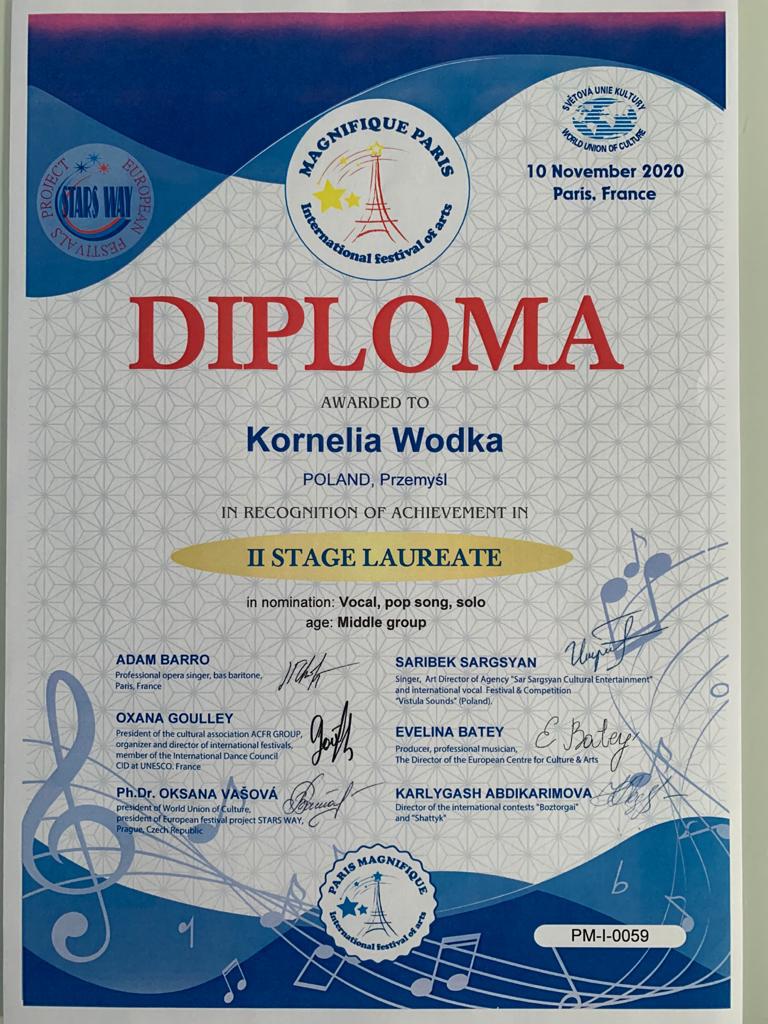 SVĚTOVÁ UNIE KULTURY
WORLD UNION OF CULTURE
MAGNIFIQUE PARIS
International festival of arts
PROJECT EUROPEAN FESTIVALS
STARS WAY
10 November 2020
Paris, France
DIPLOMA
AWARDED TO
Kornelia Wodka
POLAND, Przemyśl
IN RECOGNITION OF ACHIEVEMENT IN
II STAGE LAUREATE
in nomination: Vocal, pop song, solo
age: Middle group
ADAM BARRO
Professional opera singer, bas baritone,
Paris, France
OXANA GOULLEY
President of the cultural association ACFR GROUP,
organizer and director of international festivals,
member of the International Dance Council
CID at UNESCO. France
Ph.Dr. OKSANA VAŠOVÁ
president of World Union of Culture,
president of European festival project STARS WAY,
Prague, Czech Republic
SARIBEK SARGSYAN
Singer, Art Director of Agency "Sar Sargsyan Cultural Entertainment"
and international vocal Festival & Competition
"Vistula Sounds" (Poland).
EVELINA BATEY
E Batey
Producer, professional musician,
The Director of the European Centre for Culture & Arts
KARLYGASH ABDIKARIMOVA
Director of the international contests "Boztorgai"
and "Shattyk"
PARIS MAGNIFIQUE
International festival of arts
PM-I-0059